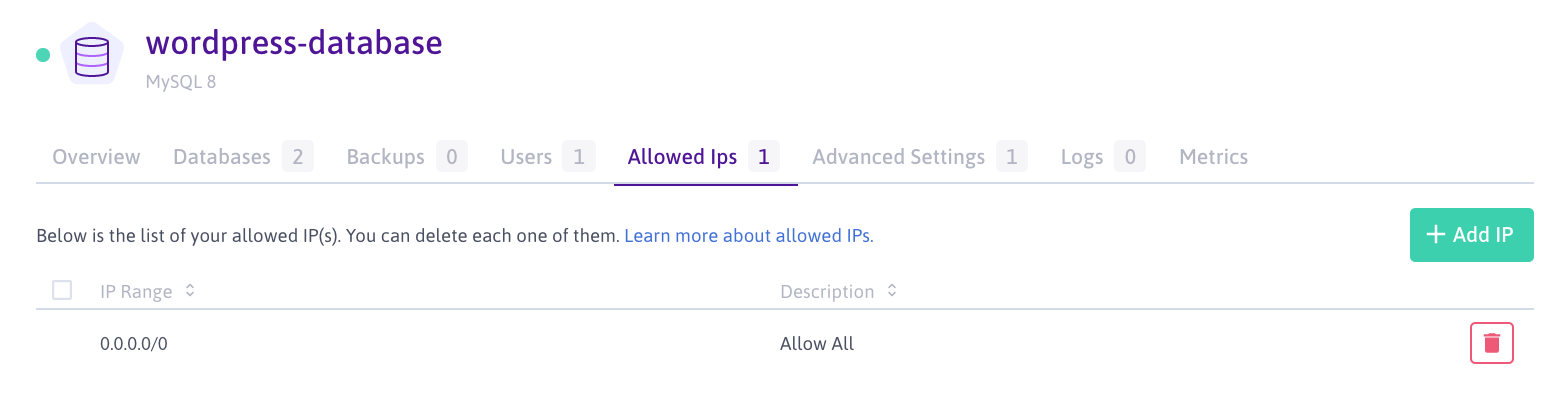 wordpress-database
MySQL 8
Overview Databases 2 Backups 0 Users 1 Allowed Ips 1 Advanced Settings 1 Logs 0 Metrics
Below is the list of your allowed IP(s). You can delete each one of them. Learn more about allowed IPs.
+ Add IP
IP Range Description
0.0.0.0/0 Allow All